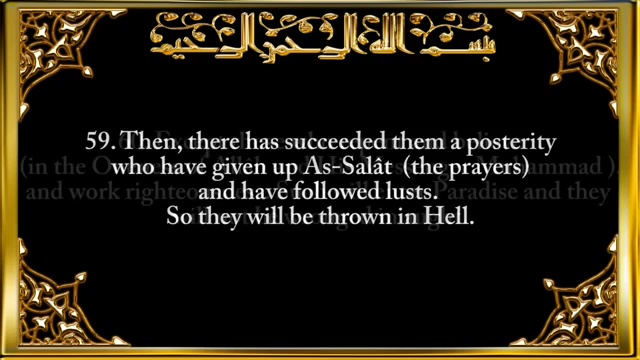 بسم الله الرحمن الرحيم
59. Then, there has succeeded them a posterity
who have given up As-Salât (the prayers)
and have followed lusts.
So they will be thrown in Hell.